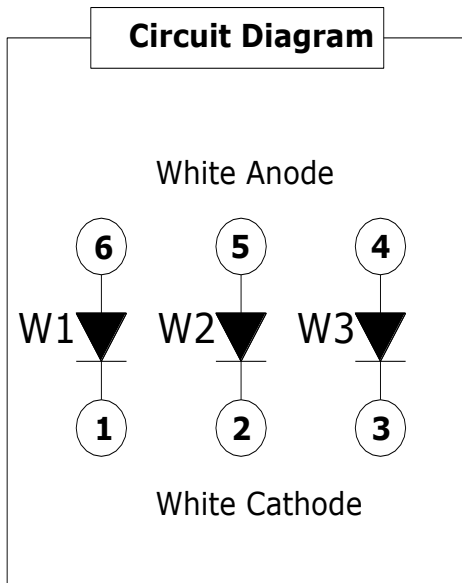 Circuit Diagram
White Anode
6 5 4
W1 W2 W3
1 2 3
White Cathode